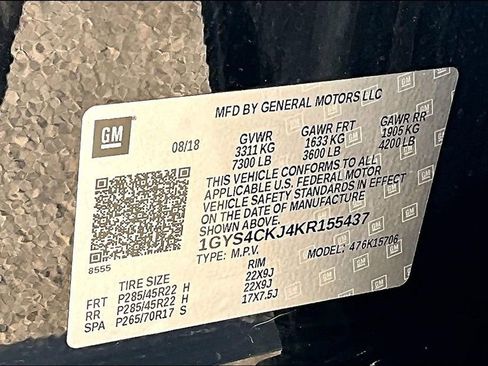 MFD BY GENERAL MOTORS LLC
GM
08/18 GVWR GAWR FRT GAWR RR
3311 KG 1633 KG 1905 KG
7300 LB 3600 LB 4200 LB
THIS VEHICLE CONFORMS TO ALL
APPLICABLE U.S. FEDERAL MOTOR
VEHICLE SAFETY STANDARDS IN EFFECT
ON THE DATE OF MANUFACTURE
SHOWN ABOVE.
1GYS4CKJ4KR155437
TYPE: M.P.V. MODEL: 476K15706
8555
TIRE SIZE RIM
FRT P285/45R22 H 22X9J
RR P285/45R22 H 22X9J
SPA P265/70R17 S 17X7.5J